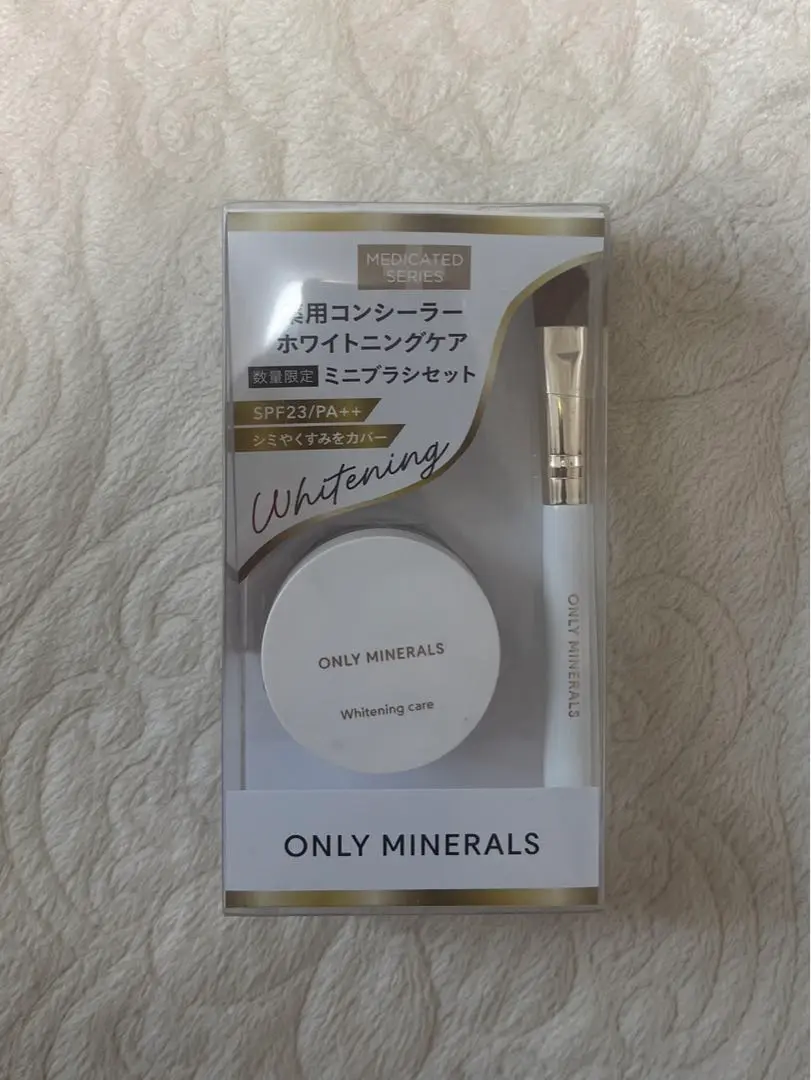 MEDICATED
SERIES
薬用コンシーラー
ホワイトニングケア
数量限定 ミニブラシセット
SPF23/PA++
シミやくすみをカバー
Whitening
ONLY MINERALS
Whitening care
ONLY MINERALS
ONLY MINERALS